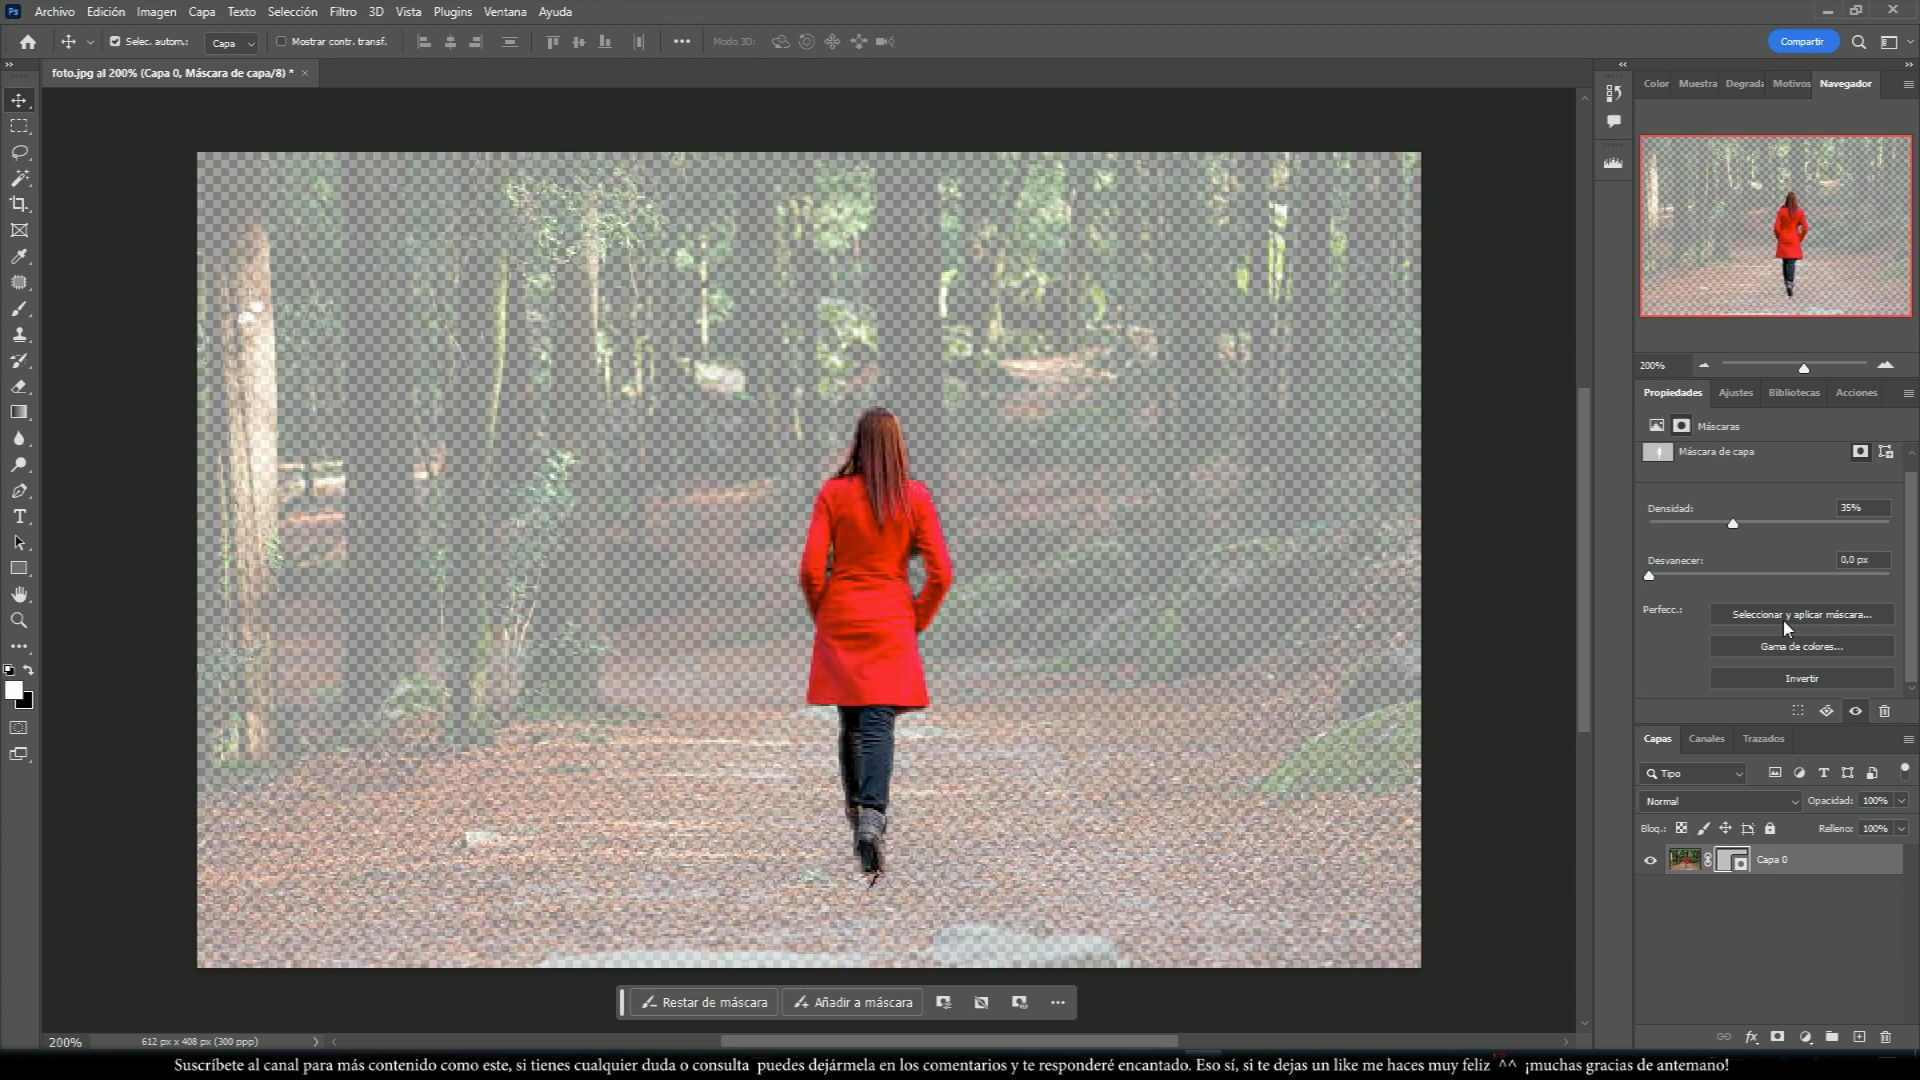 Ps Archivo Edición Imagen Capa Texto Selección Filtro 3D Vista Plugins Ventana Ayuda
Selec. autom.: Capa Mostrar contr. transf. Modo 3D: Compartir
foto.jpg al 200% (Capa 0, Máscara de capa/8) *
Color Muestra Degrada Motivos Navegador
200%
Propiedades Ajustes Bibliotecas Acciones
Máscaras
Máscara de capa
Densidad: 35%
Desvanecer: 0,0 px
Perfecc.: Seleccionar y aplicar máscara...
Gama de colores...
Invertir
Capas Canales Trazados
Tipo
Normal Opacidad: 100%
Bloq.: Relleno: 100%
Capa 0
Restar de máscara Añadir a máscara
200% 612 px x 408 px (300 ppp)
Suscríbete al canal para más contenido como este, si tienes cualquier duda o consulta puedes dejármela en los comentarios y te responderé encantado. Eso sí, si te dejas un like me haces muy feliz ^^ ¡muchas gracias de antemano!